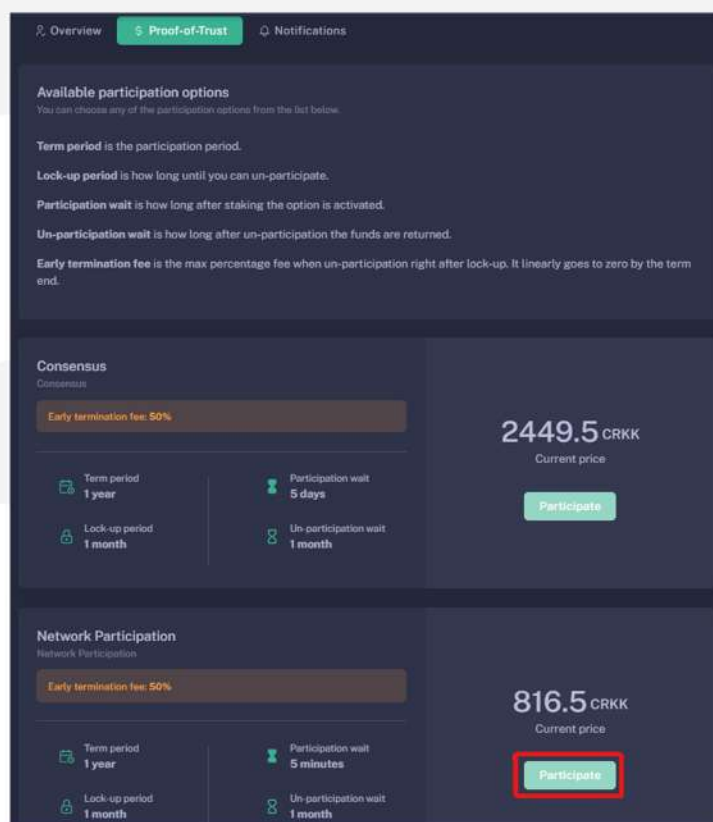 Overview
$ Proof-of-Trust
Notifications
Available participation options
You can choose any of the participation options from the list below.
Term period is the participation period.
Lock-up period is how long until you can un-participate.
Participation wait is how long after staking the option is activated.
Un-participation wait is how long after un-participation the funds are returned.
Early termination fee is the max percentage fee when un-participation right after lock-up. It linearly goes to zero by the term
end.
Consensus
Consensus
Early termination fee: 50%
Term period
1 year
Participation wait
5 days
Lock-up period
1 month
Un-participation wait
1 month
2449.5 CRKK
Current price
Participate
Network Participation
Network Participation
Early termination fee: 50%
Term period
1 year
Participation wait
5 minutes
Lock-up period
1 month
Un-participation wait
1 month
816.5 CRKK
Current price
Participate